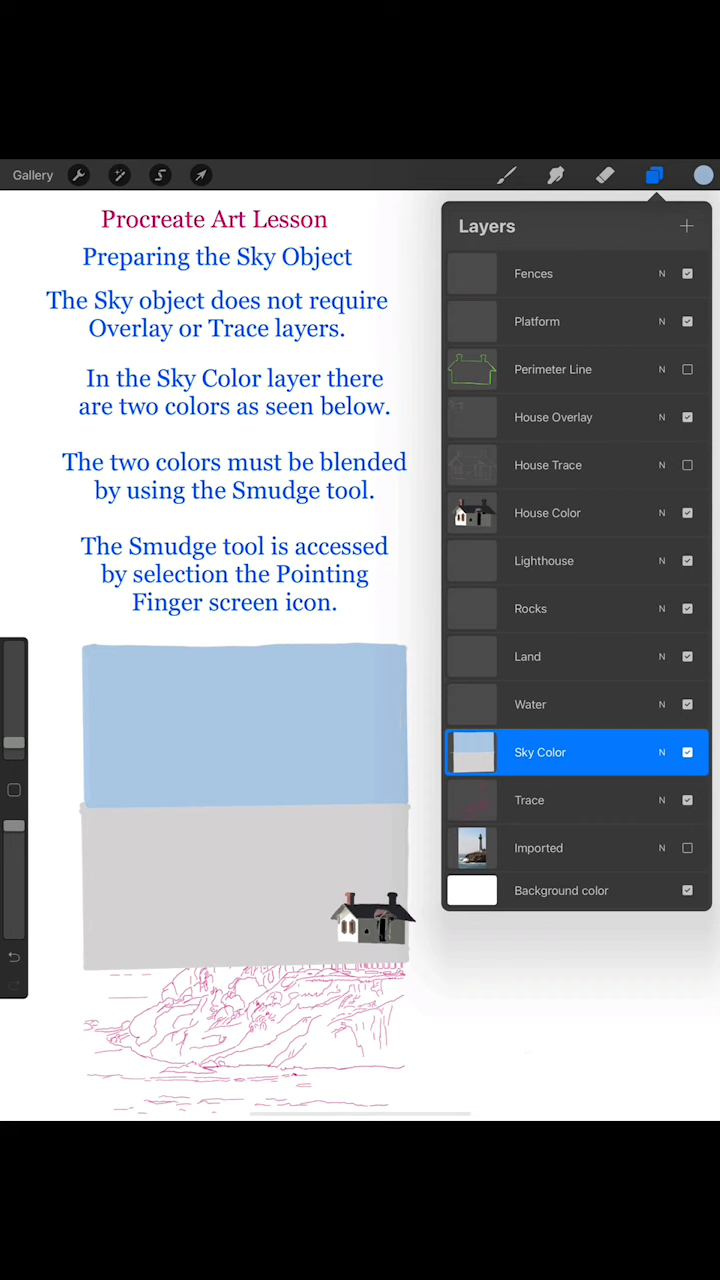 Gallery
Procreate Art Lesson
Preparing the Sky Object
The Sky object does not require
Overlay or Trace layers.
In the Sky Color layer there
are two colors as seen below.
The two colors must be blended
by using the Smudge tool.
The Smudge tool is accessed
by selection the Pointing
Finger screen icon.
Layers
Fences N
Platform N
Perimeter Line N
House Overlay N
House Trace N
House Color N
Lighthouse N
Rocks N
Land N
Water N
Sky Color N
Trace N
Imported N
Background color